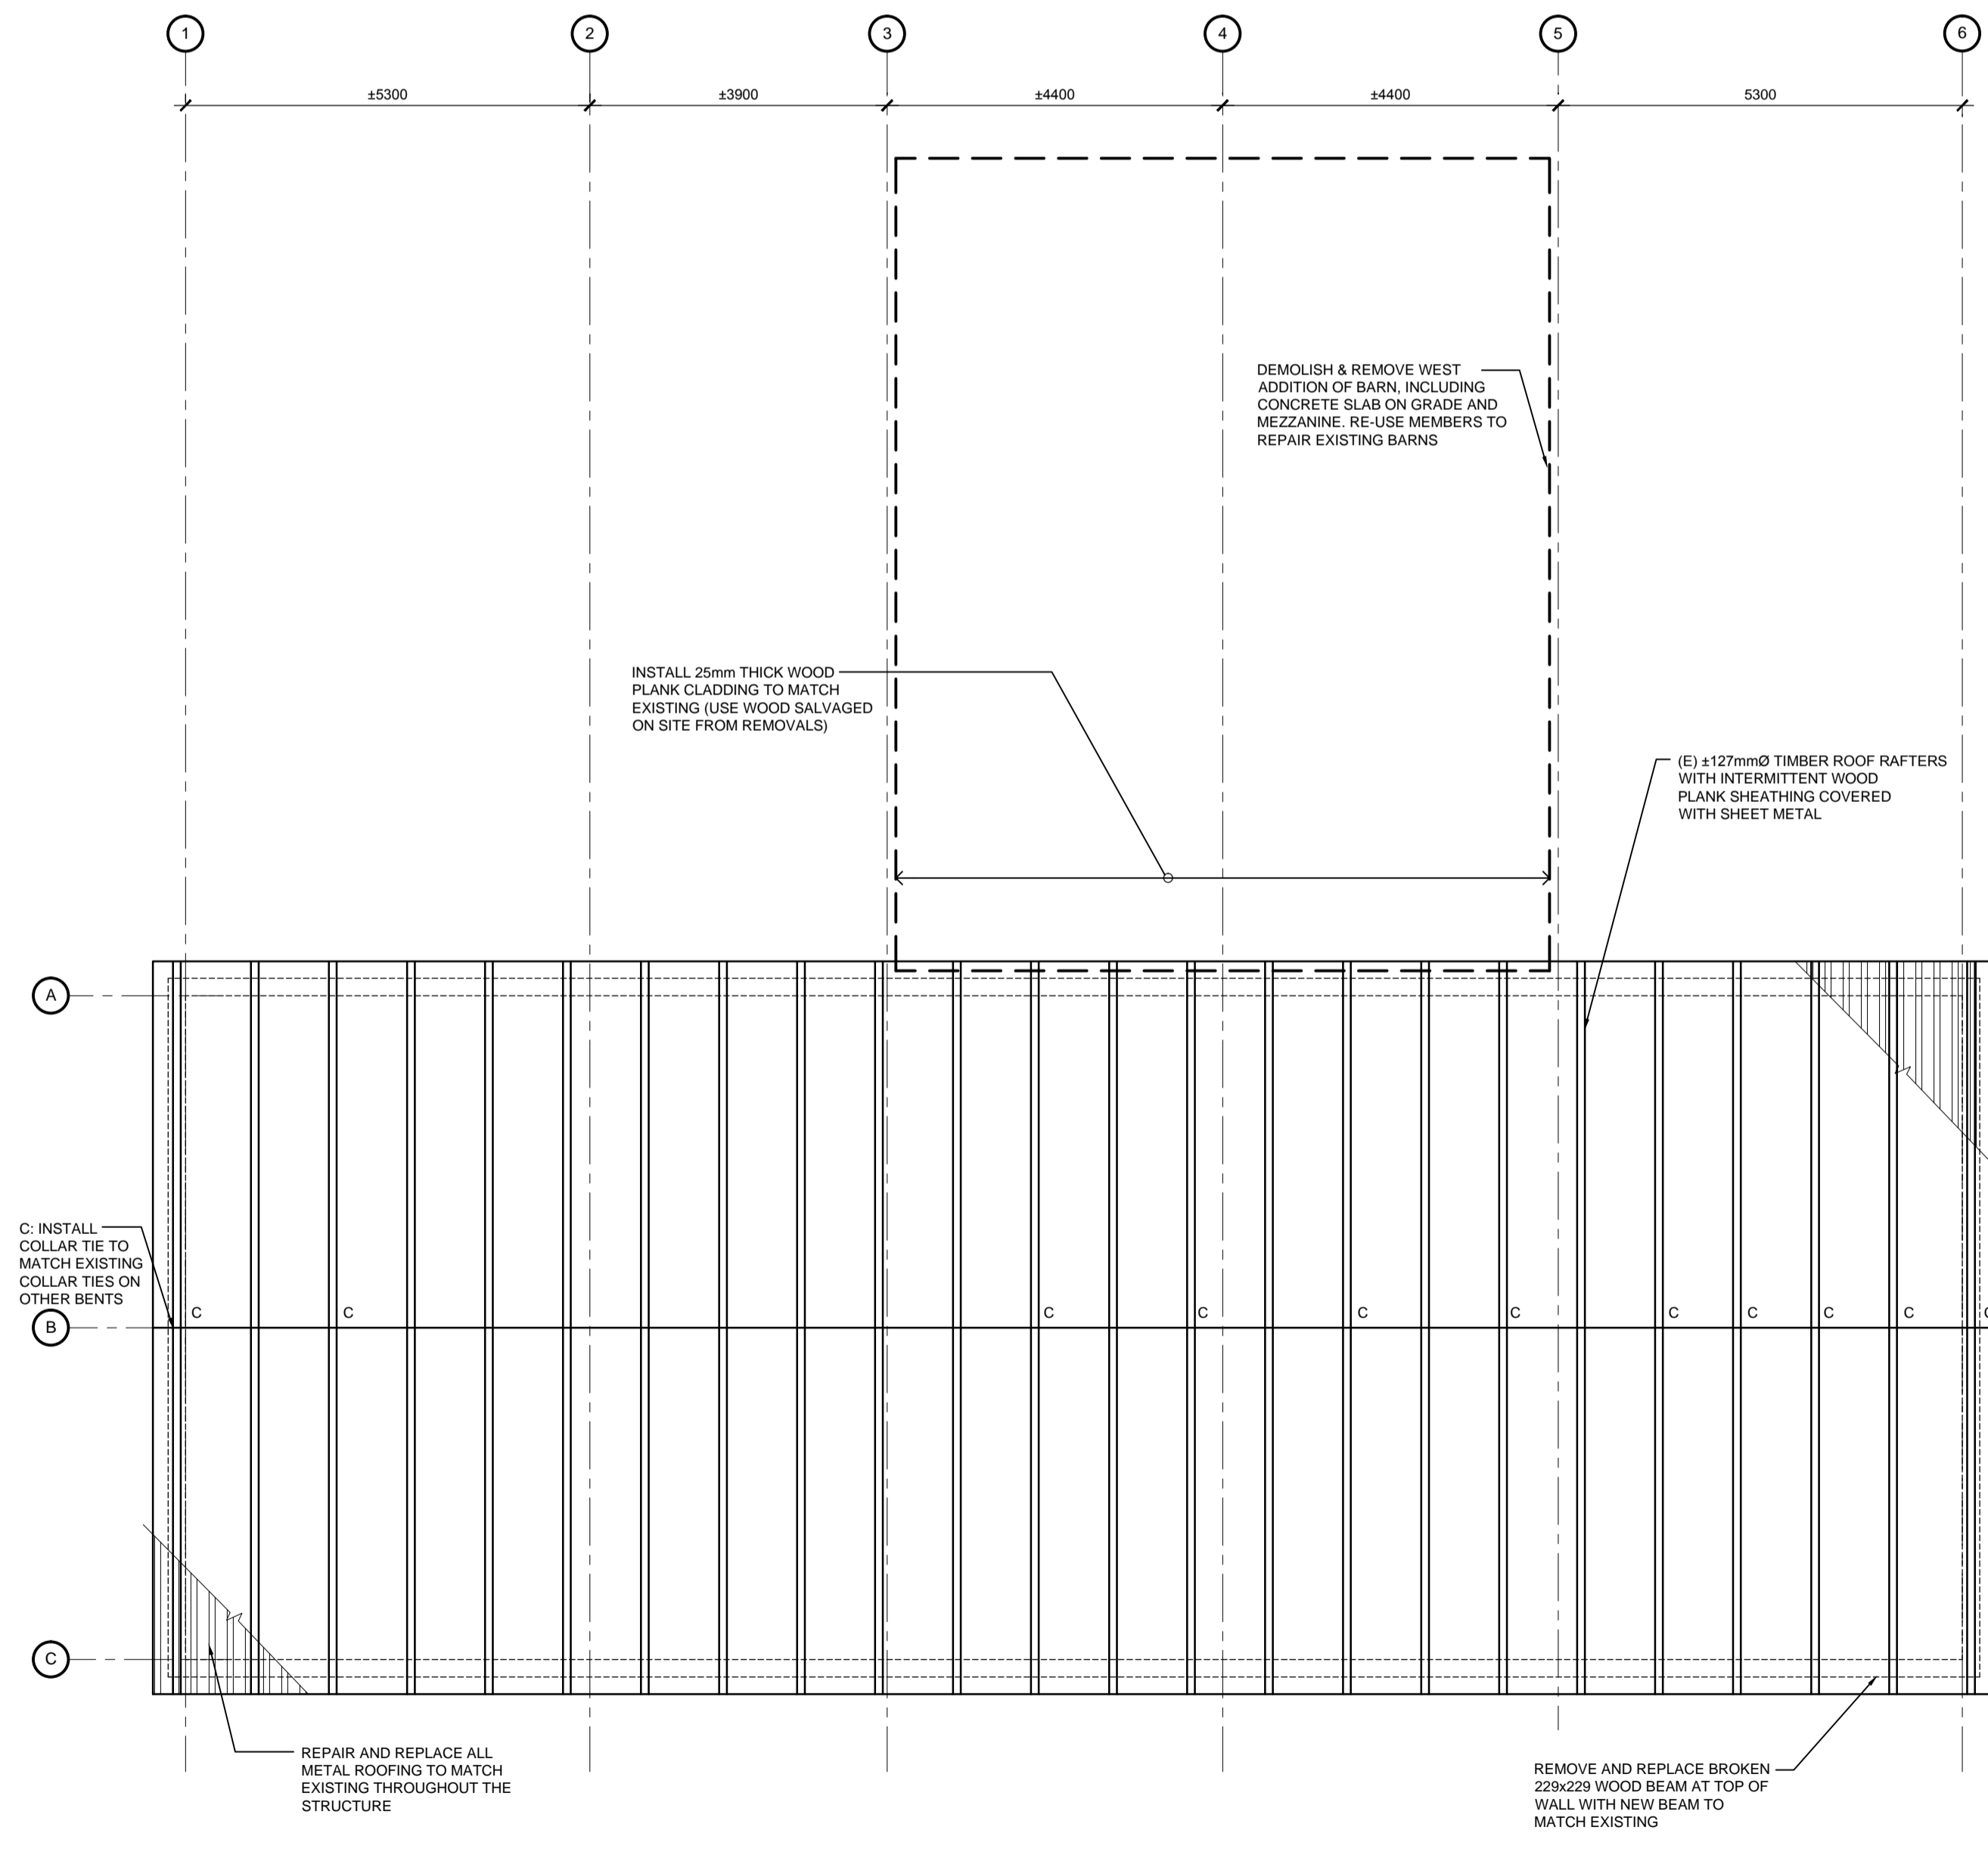 1 2 3 4 5 6
±5300 ±3900 ±4400 ±4400 5300
DEMOLISH & REMOVE WEST
ADDITION OF BARN, INCLUDING
CONCRETE SLAB ON GRADE AND
MEZZANINE. RE-USE MEMBERS TO
REPAIR EXISTING BARNS
INSTALL 25mm THICK WOOD
PLANK CLADDING TO MATCH
EXISTING (USE WOOD SALVAGED
ON SITE FROM REMOVALS)
(E) ±127mmØ TIMBER ROOF RAFTERS
WITH INTERMITTENT WOOD
PLANK SHEATHING COVERED
WITH SHEET METAL
A
C: INSTALL
COLLAR TIE TO
MATCH EXISTING
COLLAR TIES ON
OTHER BENTS
C C C C C C C C C C
B
C
REPAIR AND REPLACE ALL
METAL ROOFING TO MATCH
EXISTING THROUGHOUT THE
STRUCTURE
REMOVE AND REPLACE BROKEN
229x229 WOOD BEAM AT TOP OF
WALL WITH NEW BEAM TO
MATCH EXISTING